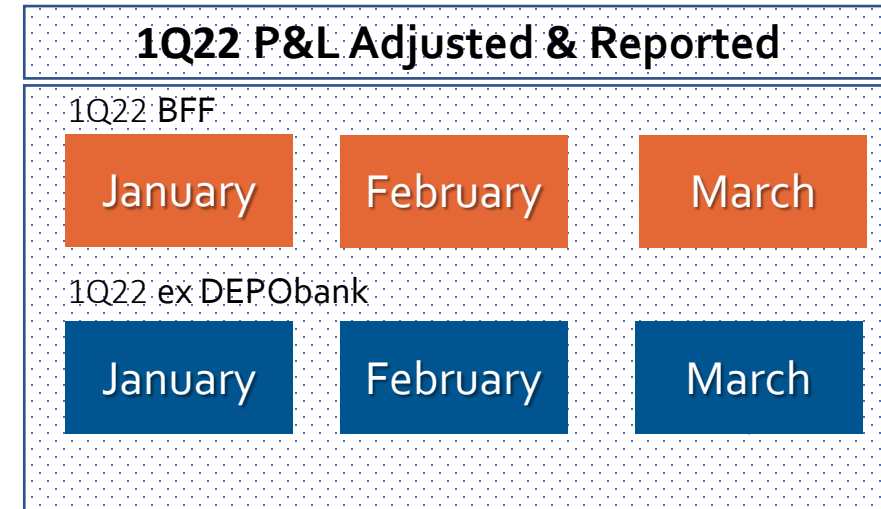 1Q22 P&L Adjusted & Reported
1Q22 BFF
January February March
1Q22 ex DEPObank
January February March